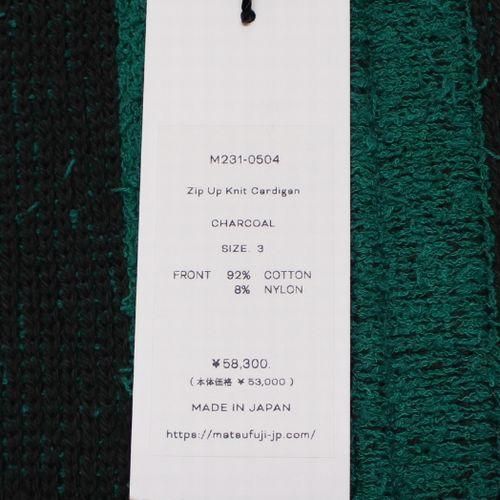 M231-0504
Zip Up Knit Cardigan
CHARCOAL
SIZE. 3
FRONT 92% COTTON
8% NYLON
¥58,300.
(本体価格 ¥53,000)
MADE IN JAPAN
https://matsufuji-jp.com/